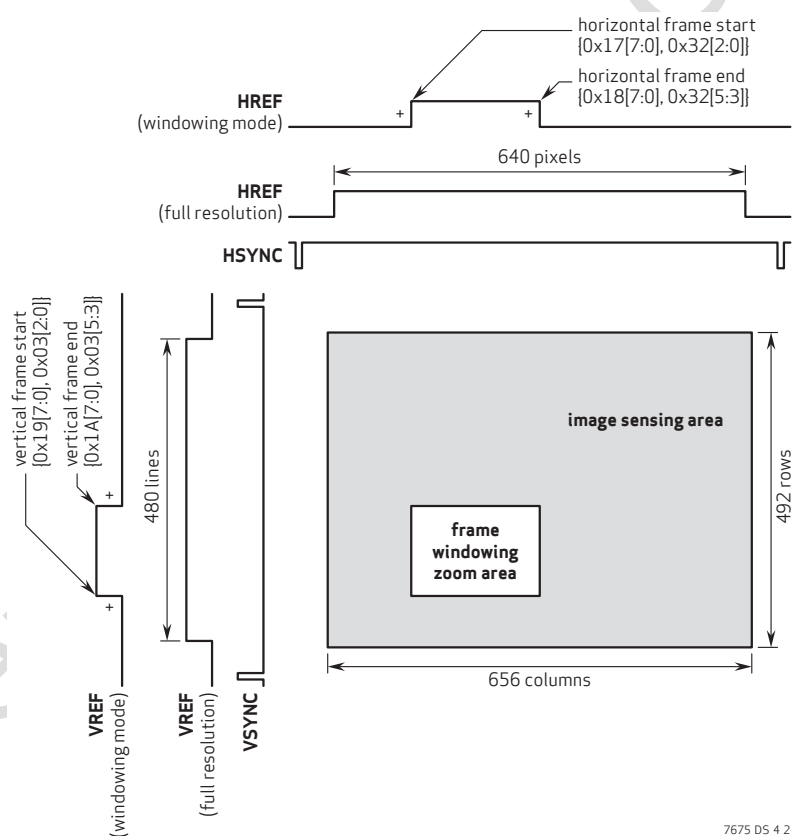 horizontal frame start
{0x17[7:0], 0x32[2:0]}
horizontal frame end
{0x18[7:0], 0x32[5:3]}
HREF
(windowing mode)
+
+
640 pixels
HREF
(full resolution)
HSYNC
vertical frame start
{0x19[7:0], 0x03[2:0]}
vertical frame end
{0x1A[7:0], 0x03[5:3]}
+
+
480 lines
image sensing area
492 rows
frame
windowing
zoom area
656 columns
VREF
(windowing mode)
VREF
(full resolution)
VSYNC
7675 DS 4 2